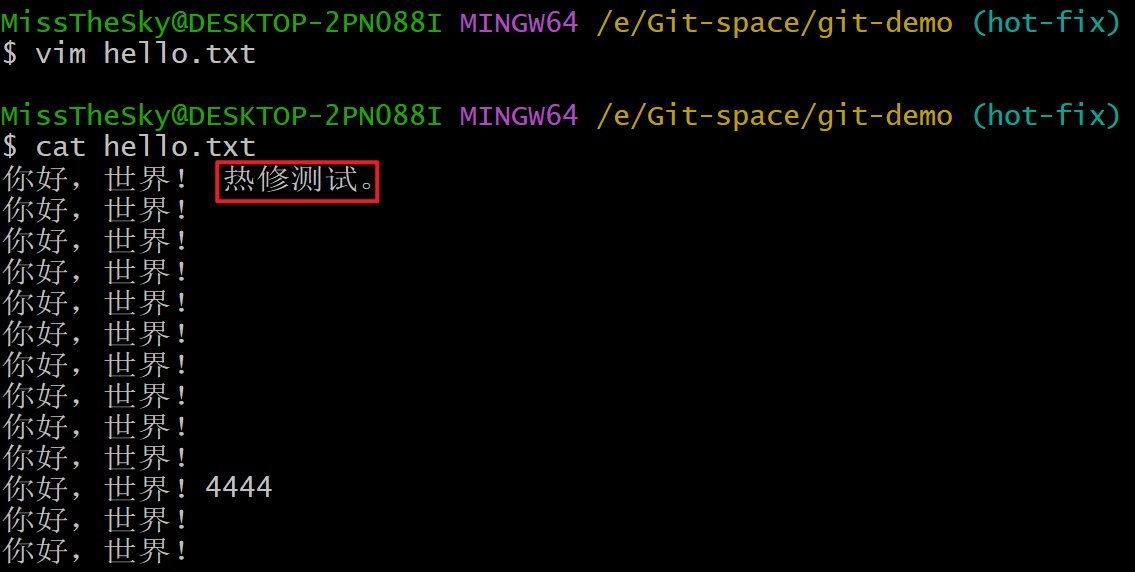 MissTheSky@DESKTOP-2PNO88I MINGW64 /e/Git-space/git-demo (hot-fix)
$ vim hello.txt
MissTheSky@DESKTOP-2PNO88I MINGW64 /e/Git-space/git-demo (hot-fix)
$ cat hello.txt
你好，世界！ 热修测试。
你好，世界！
你好，世界！
你好，世界！
你好，世界！
你好，世界！
你好，世界！
你好，世界！
你好，世界！
你好，世界！
你好，世界！4444
你好，世界！
你好，世界！